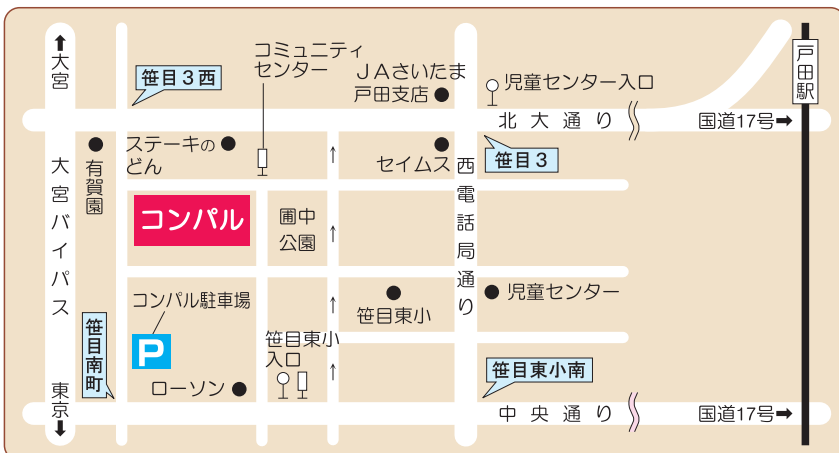 大宮
笹目3西
コミュニティ
センター
JAさいたま
戸田支店
児童センター入口
戸田駅
北大通り
国道17号➡
有賀園
ステーキの
どん
セイムス
笹目3
大宮バイパス
コンパル
圃中
公園
西電話局通り
コンパル駐車場
P
笹目東小
児童センター
笹目南町
笹目東小
入口
ローソン
笹目東小南
東京
中央通り
国道17号➡